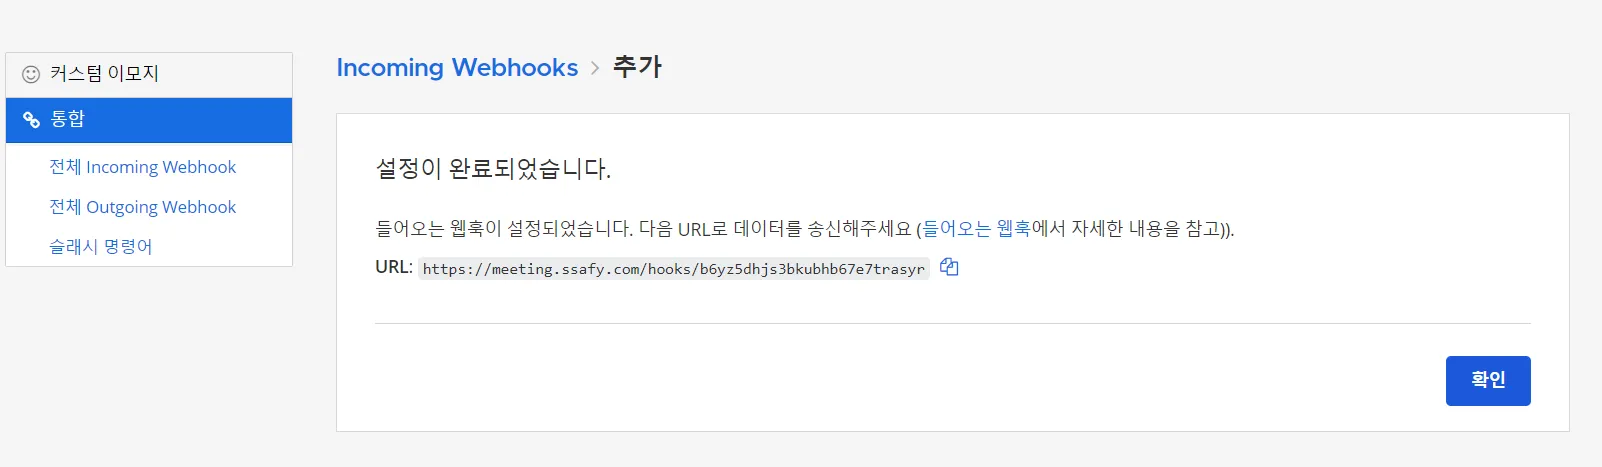 커스텀 이모지
통합
전체 Incoming Webhook
전체 Outgoing Webhook
슬래시 명령어
Incoming Webhooks > 추가
설정이 완료되었습니다.
들어오는 웹훅이 설정되었습니다. 다음 URL로 데이터를 송신해주세요 (들어오는 웹훅에서 자세한 내용을 참고)).
URL: https://meeting.ssafy.com/hooks/b6yz5dhjs3bkubhb67e7trasyr
확인